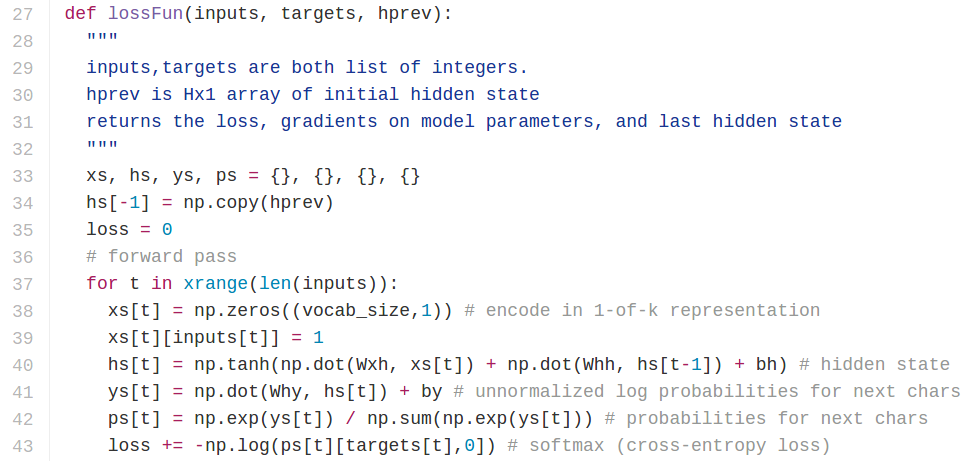 27 def lossFun(inputs, targets, hprev):
28   """
29   inputs,targets are both list of integers.
30   hprev is Hx1 array of initial hidden state
31   returns the loss, gradients on model parameters, and last hidden state
32   """
33   xs, hs, ys, ps = {}, {}, {}, {}
34   hs[-1] = np.copy(hprev)
35   loss = 0
36   # forward pass
37   for t in xrange(len(inputs)):
38     xs[t] = np.zeros((vocab_size,1)) # encode in 1-of-k representation
39     xs[t][inputs[t]] = 1
40     hs[t] = np.tanh(np.dot(Wxh, xs[t]) + np.dot(Whh, hs[t-1]) + bh) # hidden state
41     ys[t] = np.dot(Why, hs[t]) + by # unnormalized log probabilities for next chars
42     ps[t] = np.exp(ys[t]) / np.sum(np.exp(ys[t])) # probabilities for next chars
43     loss += -np.log(ps[t][targets[t],0]) # softmax (cross-entropy loss)